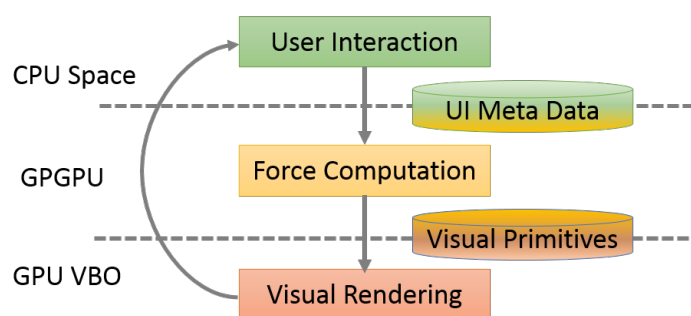 User Interaction
CPU Space
UI Meta Data
Force Computation
GPGPU
Visual Primitives
GPU VBO
Visual Rendering